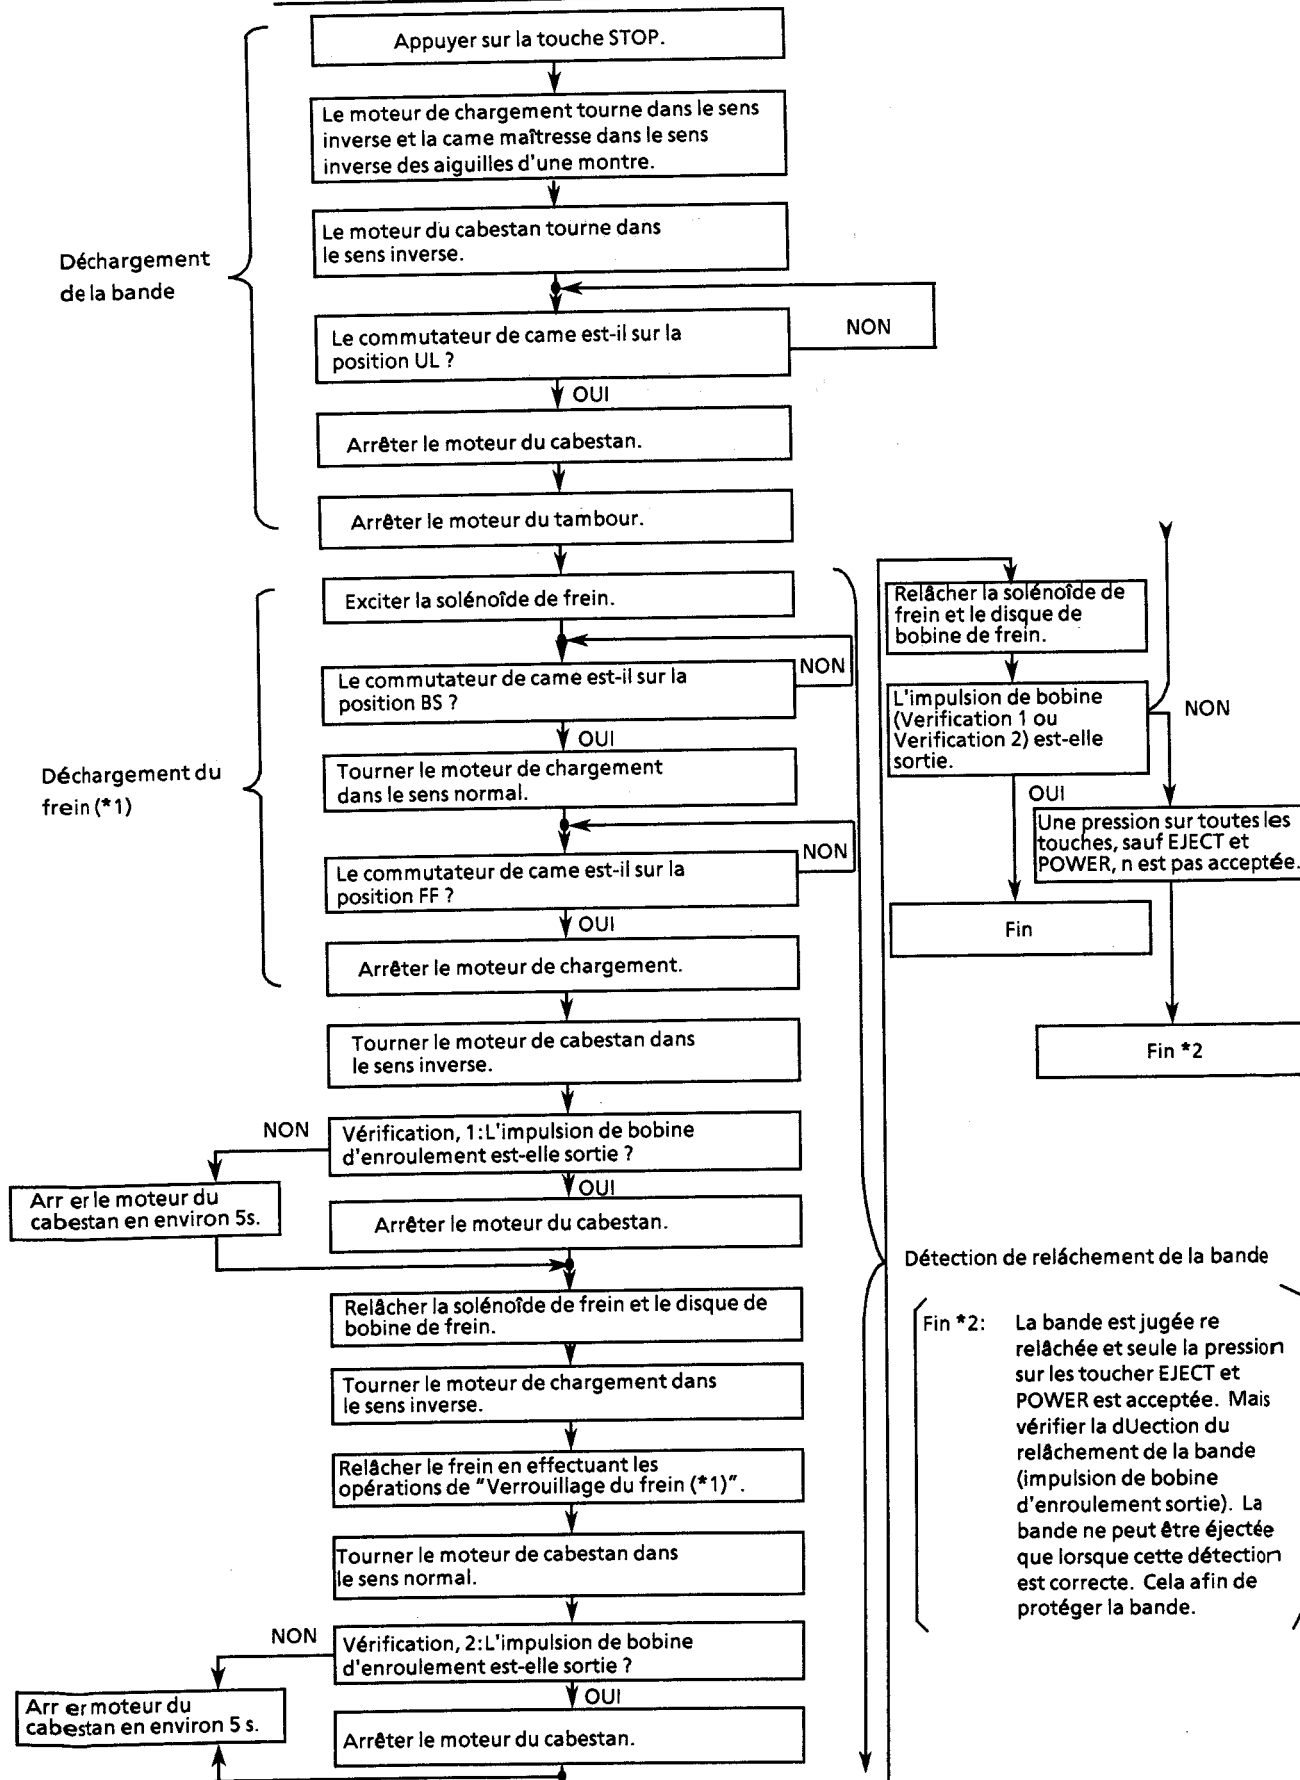 Appuyer sur la touche STOP.
Le moteur de chargement tourne dans le sens
inverse et la came maîtresse dans le sens
inverse des aiguilles d'une montre.
Le moteur du cabestan tourne dans
le sens inverse.
Déchargement
de la bande
Le commutateur de came est-il sur la
position UL ?
NON
OUI
Arrêter le moteur du cabestan.
Arrêter le moteur du tambour.
Exciter la solénoîde de frein.
Le commutateur de came est-il sur la
position BS ?
NON
OUI
Déchargement du
frein (*1)
Tourner le moteur de chargement
dans le sens normal.
Le commutateur de came est-il sur la
position FF ?
NON
OUI
Arrêter le moteur de chargement.
Tourner le moteur de cabestan dans
le sens inverse.
Vérification, 1:L'impulsion de bobine
d'enroulement est-elle sortie ?
NON
OUI
Arr er le moteur du
cabestan en environ 5s.
Arrêter le moteur du cabestan.
Relâcher la solénoîde de frein et le disque de
bobine de frein.
Tourner le moteur de chargement dans
le sens inverse.
Relâcher le frein en effectuant les
opérations de "Verrouillage du frein (*1)".
Tourner le moteur de cabestan dans
le sens normal.
Vérification, 2:L'impulsion de bobine
d'enroulement est-elle sortie ?
NON
OUI
Arr er moteur du
cabestan en environ 5 s.
Arrêter le moteur du cabestan.
Relâcher la solénoîde de
frein et le disque de
bobine de frein.
L'impulsion de bobine
(Verification 1 ou
Verification 2) est-elle
sortie.
NON
OUI
Une pression sur toutes les
touches, sauf EJECT et
POWER, n est pas acceptée.
Fin
Fin *2
Détection de reláchement de la bande
Fin *2: La bande est jugée re
relâchée et seule la pression
sur les toucher EJECT et
POWER est acceptée. Mais
vérifier la dUection du
relâchement de la bande
(impulsion de bobine
d'enroulement sortie). La
bande ne peut être éjectée
que lorsque cette détection
est correcte. Cela afin de
protéger la bande.